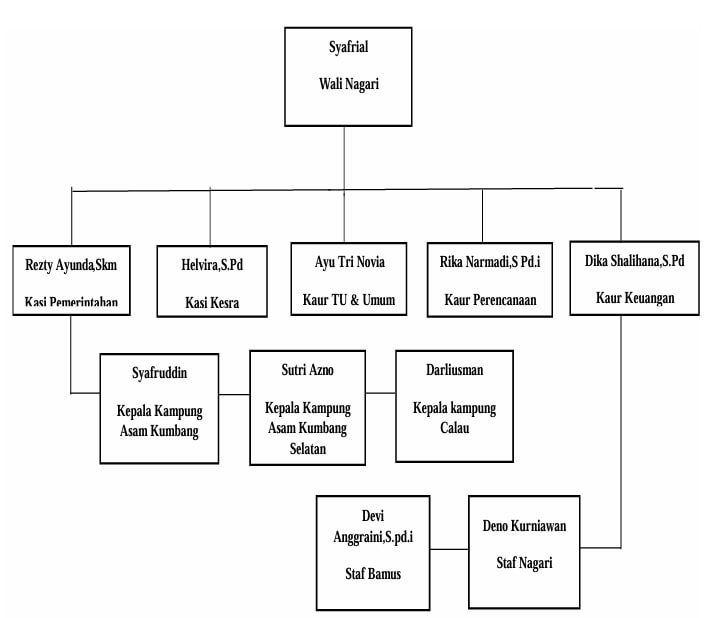 Syafrial
Wali Nagari
Rezty Ayunda,Skm
Kasi Pemerintahan
Helvira,S.Pd
Kasi Kesra
Ayu Tri Novia
Kaur TU & Umum
Rika Narmadi,S Pd.i
Kaur Perencanaan
Dika Shalihana,S.Pd
Kaur Keuangan
Syafruddin
Kepala Kampung
Asam Kumbang
Sutri Azno
Kepala Kampung
Asam Kumbang
Selatan
Darliusman
Kepala kampung
Calau
Devi
Anggraini,S.pd.i
Staf Bamus
Deno Kurniawan
Staf Nagari